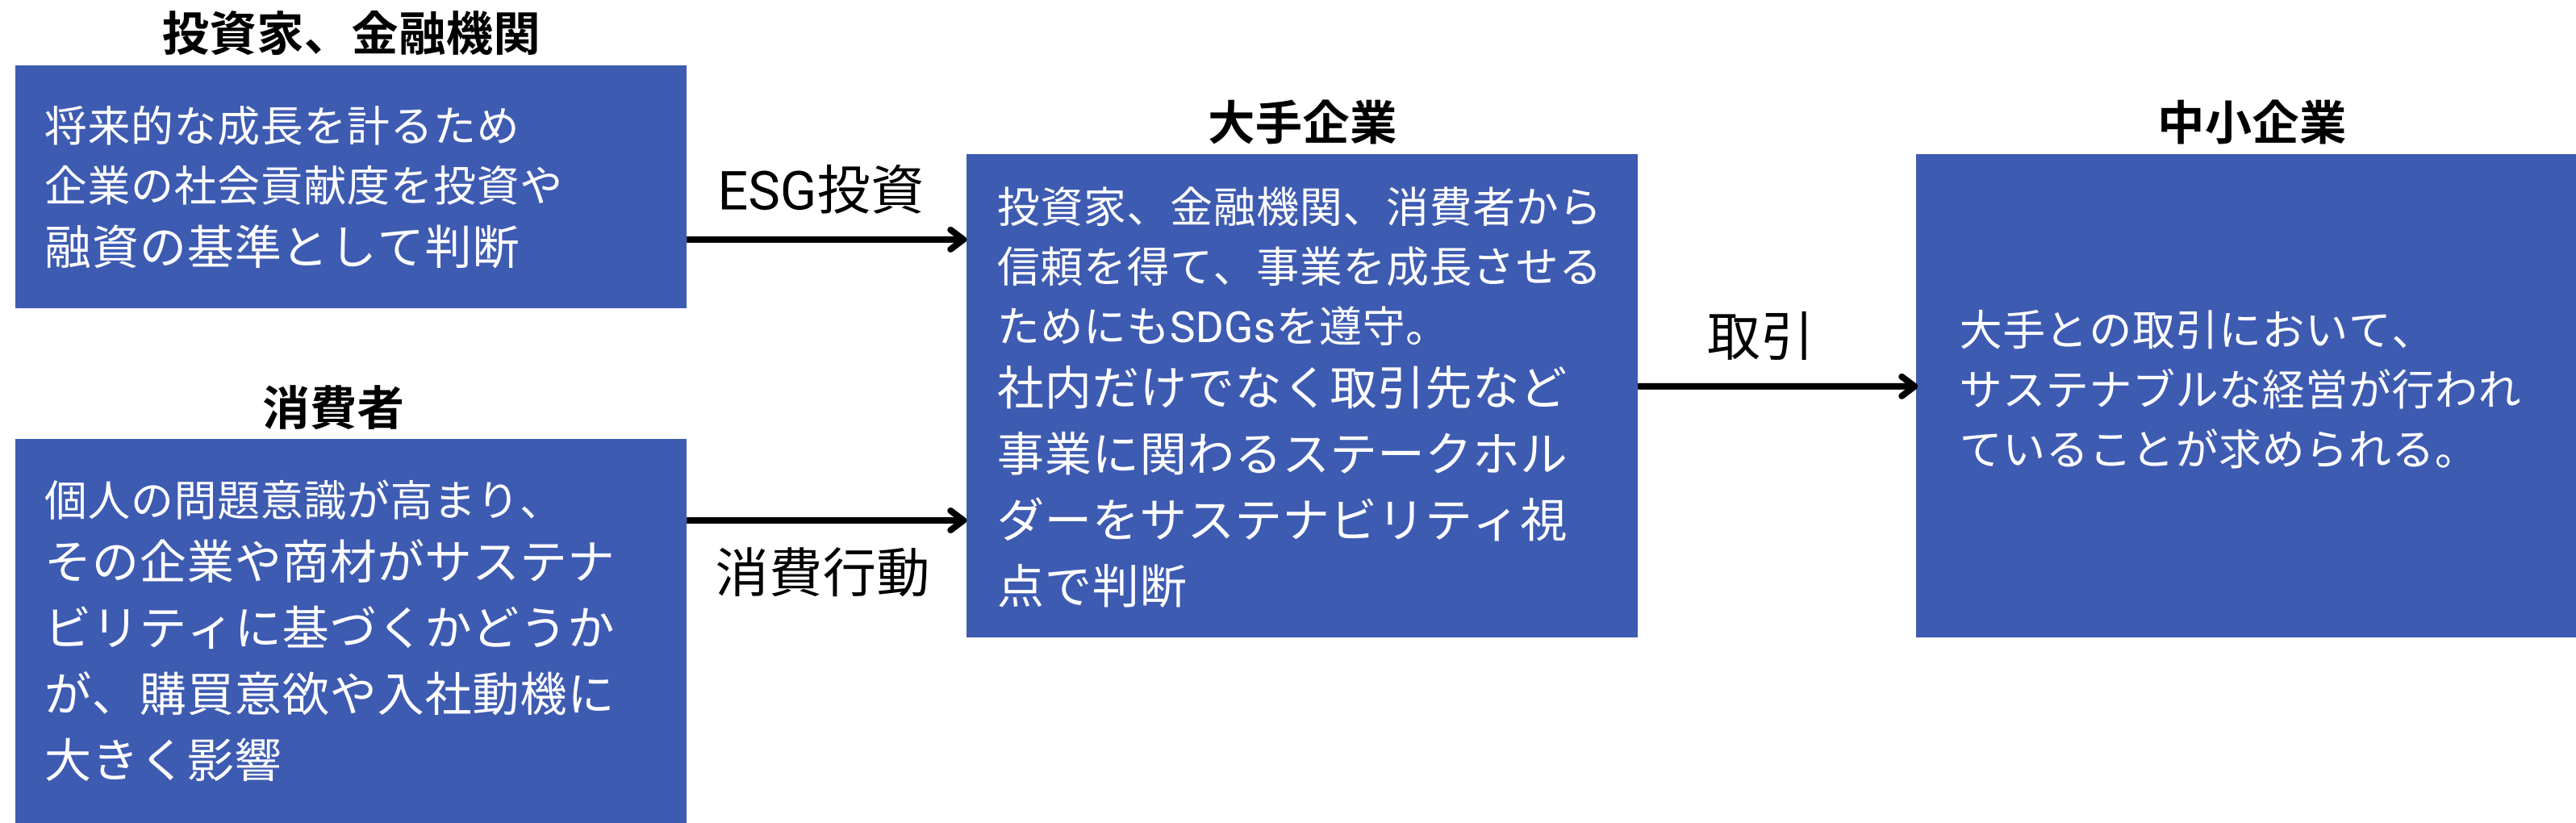 投資家、金融機関
将来的な成長を計るため
企業の社会貢献度を投資や
融資の基準として判断
消費者
個人の問題意識が高まり、
その企業や商材がサステナ
ビリティに基づくかどうか
が、購買意欲や入社動機に
大きく影響
ESG投資
消費行動
大手企業
投資家、金融機関、消費者から
信頼を得て、事業を成長させる
ためにもSDGsを遵守。
社内だけでなく取引先など
事業に関わるステークホル
ダーをサステナビリティ視
点で判断
取引
中小企業
大手との取引において、
サステナブルな経営が行われ
ていることが求められる。